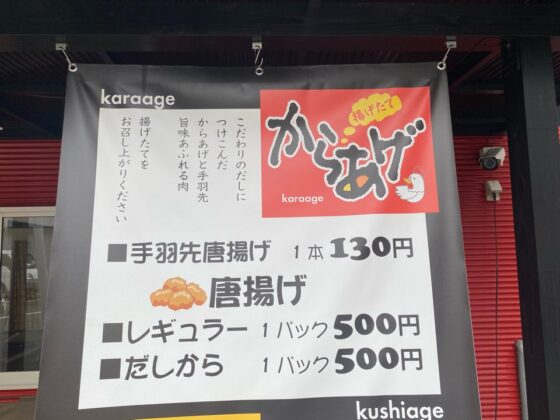 karaage
揚げたて
からあげ
karaage
こだわりのだしに
つけこんだ
からあげと手羽先
旨味あふれる肉
揚げたてを
お召し上がりください
■手羽先唐揚げ 1本130円
唐揚げ
■レギュラー 1パック500円
■だしから 1パック500円
kushiage